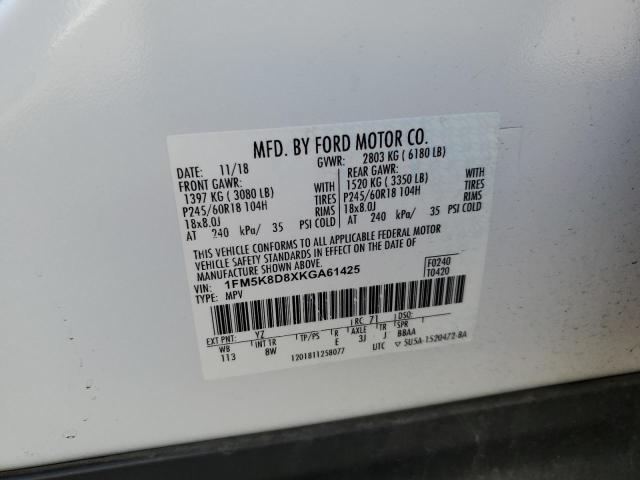 MFD. BY FORD MOTOR CO.
DATE: 11/18 GVWR: 2803 KG ( 6180 LB)
FRONT GAWR: REAR GAWR:
1397 KG ( 3080 LB) WITH 1520 KG ( 3350 LB) WITH
P245/60R18 104H TIRES P245/60R18 104H TIRES
18x8.0J RIMS 18x8.0J RIMS
AT 240 kPa/ 35 PSI COLD AT 240 kPa/ 35 PSI COLD
THIS VEHICLE CONFORMS TO ALL APPLICABLE FEDERAL MOTOR
VEHICLE SAFETY STANDARDS IN EFFECT ON THE DATE OF
MANUFACTURE SHOWN ABOVE.
VIN: 1FM5K8D8XKGA61425 F0240
TYPE: MPV T0420
EXT PNT: YZ RC: 71 DSO:
WB INT TR TP/PS R AXLE TR SPR
113 8W E 3J J BBAA
1201811258077 UTC ▽ 5U5A-1520472-BA